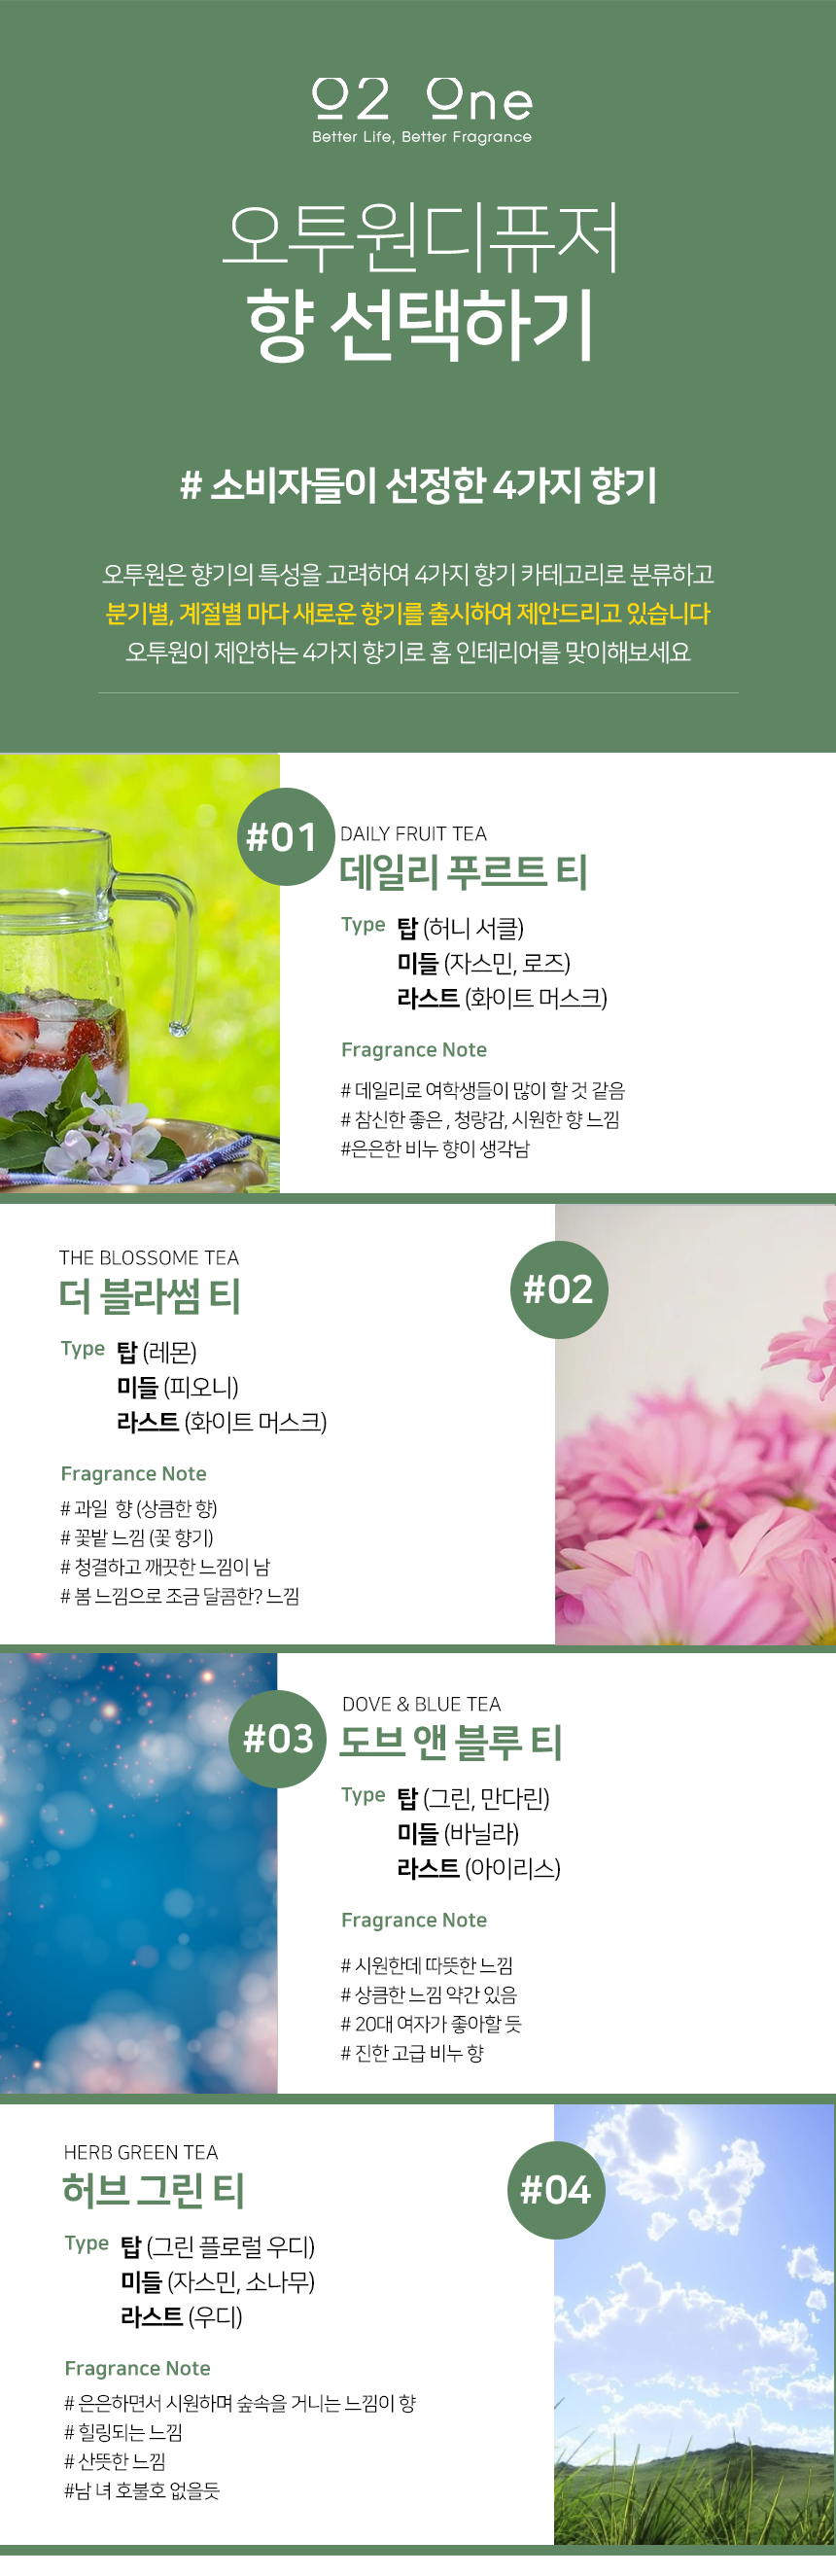 O2 One
Better Life, Better Fragrance
오투원디퓨저
향 선택하기
# 소비자들이 선정한 4가지 향기
오투원은 향기의 특성을 고려하여 4가지 향기 카테고리로 분류하고
분기별, 계절별 마다 새로운 향기를 출시하여 제안드리고 있습니다
오투원이 제안하는 4가지 향기로 홈 인테리어를 맞이해보세요
#01
DAILY FRUIT TEA
데일리 푸르트 티
Type 탑 (허니 서클)
미들 (자스민, 로즈)
라스트 (화이트 머스크)
Fragrance Note
# 데일리로 여학생들이 많이 할 것 같음
# 참신한 좋은 , 청량감, 시원한 향 느낌
#은은한 비누 향이 생각남
THE BLOSSOME TEA
더 블라썸 티
#02
Type 탑 (레몬)
미들 (피오니)
라스트 (화이트 머스크)
Fragrance Note
# 과일 향 (상큼한 향)
# 꽃밭 느낌 (꽃 향기)
# 청결하고 깨끗한 느낌이 남
# 봄 느낌으로 조금 달콤한? 느낌
#03
DOVE & BLUE TEA
도브 앤 블루 티
Type 탑 (그린, 만다린)
미들 (바닐라)
라스트 (아이리스)
Fragrance Note
# 시원한데 따뜻한 느낌
# 상큼한 느낌 약간 있음
# 20대 여자가 좋아할 듯
# 진한 고급 비누 향
HERB GREEN TEA
허브 그린 티
#04
Type 탑 (그린 플로럴 우디)
미들 (자스민, 소나무)
라스트 (우디)
Fragrance Note
# 은은하면서 시원하며 숲속을 거니는 느낌이 향
# 힐링되는 느낌
# 산뜻한 느낌
#남 녀 호불호 없을듯